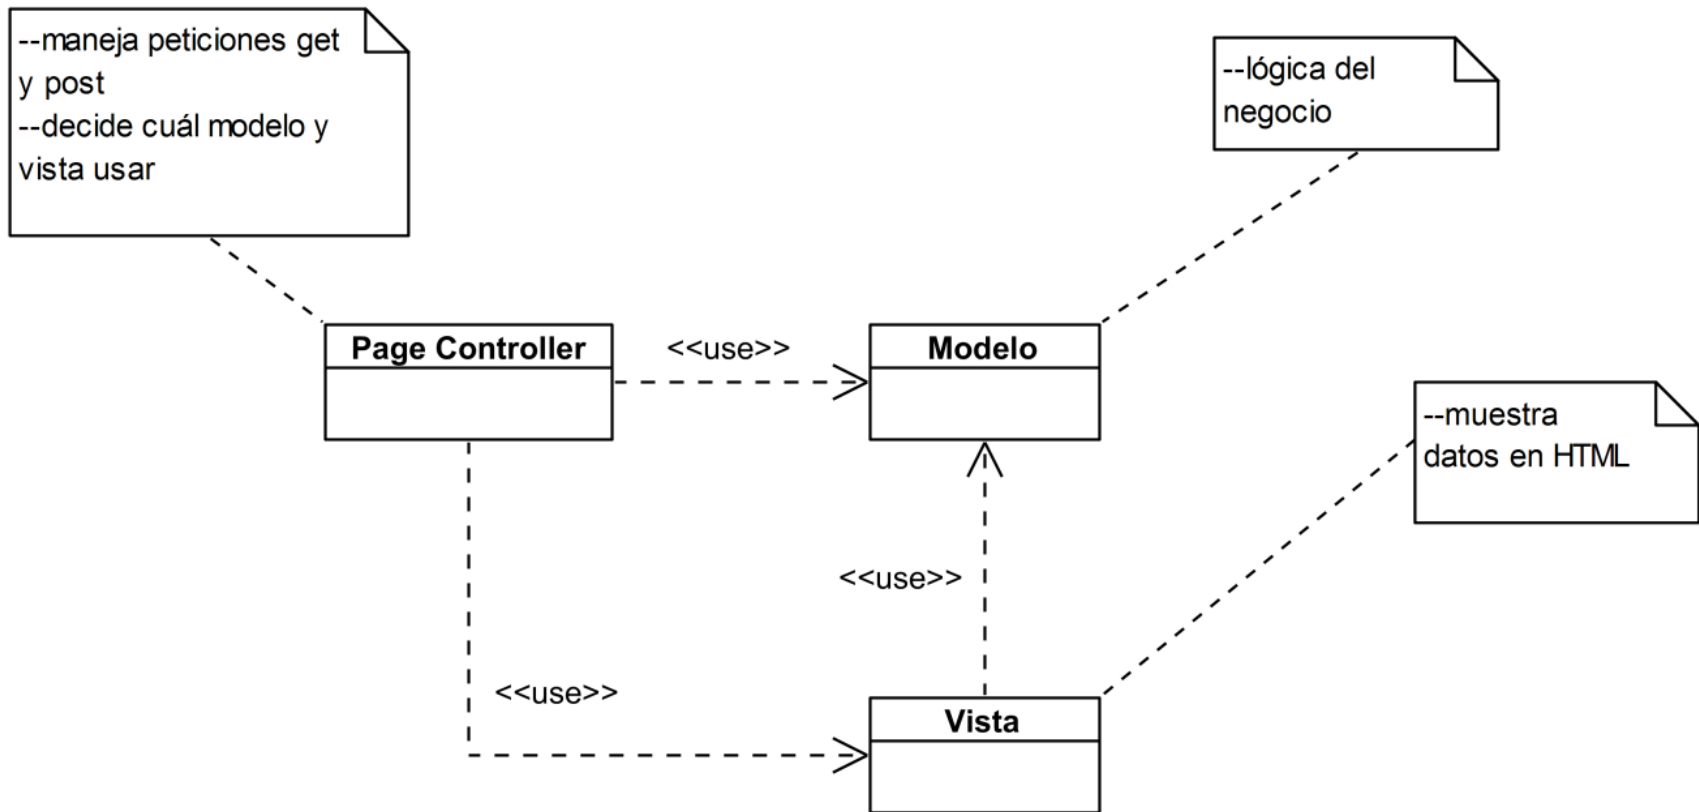 --maneja peticiones get
y post
--decide cuál modelo y
vista usar
--lógica del
negocio
Page Controller
<<use>>
Modelo
--muestra
datos en HTML
<<use>>
<<use>>
Vista